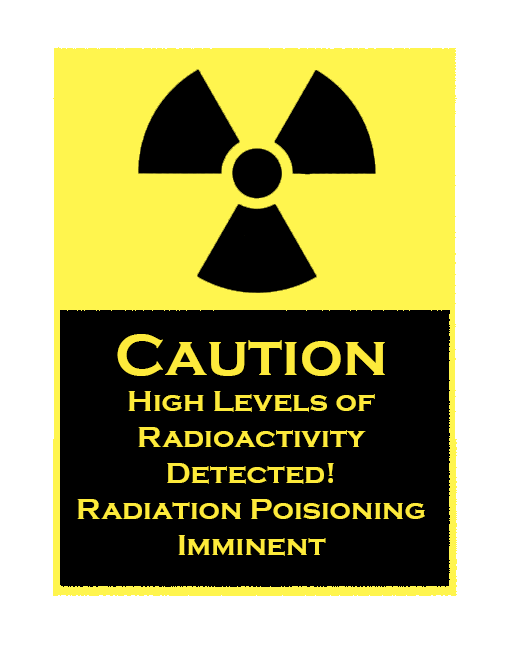 Caution
High Levels of
Radioactivity
Detected!
Radiation Poisioning
Imminent